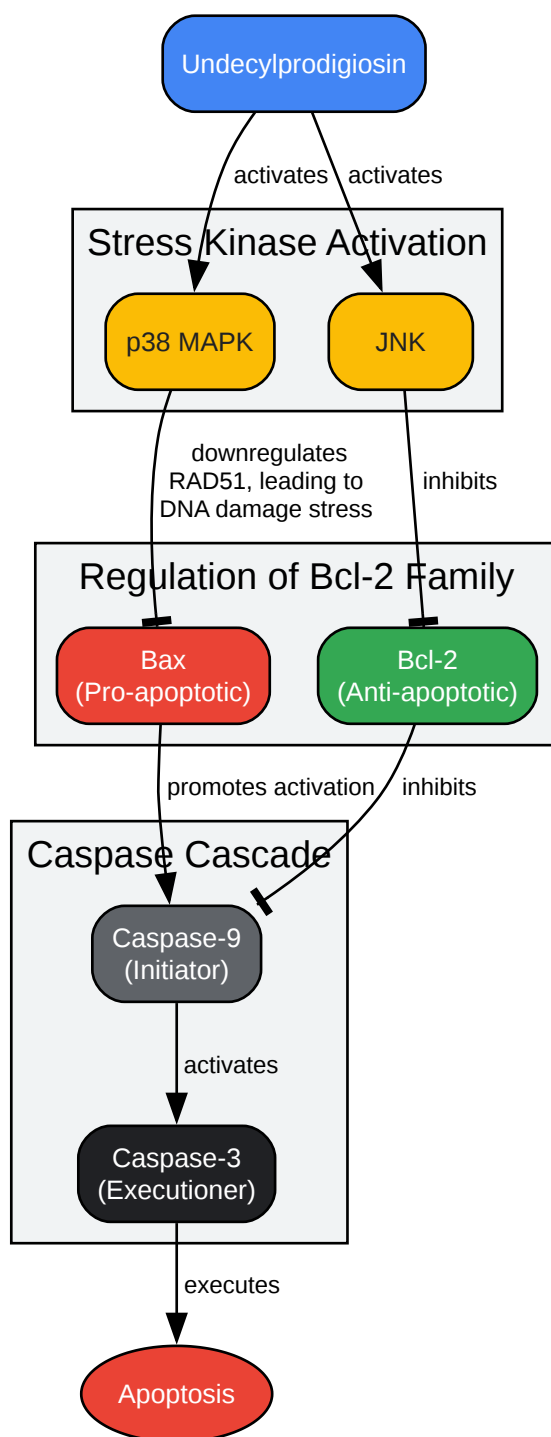 Undecylprodigiosin
activates
activates
Stress Kinase Activation
p38 MAPK
JNK
downregulates
RAD51, leading to
DNA damage stress
inhibits
Regulation of Bcl-2 Family
Bax
(Pro-apoptotic)
Bcl-2
(Anti-apoptotic)
promotes activation
inhibits
Caspase Cascade
Caspase-9
(Initiator)
activates
Caspase-3
(Executioner)
executes
Apoptosis